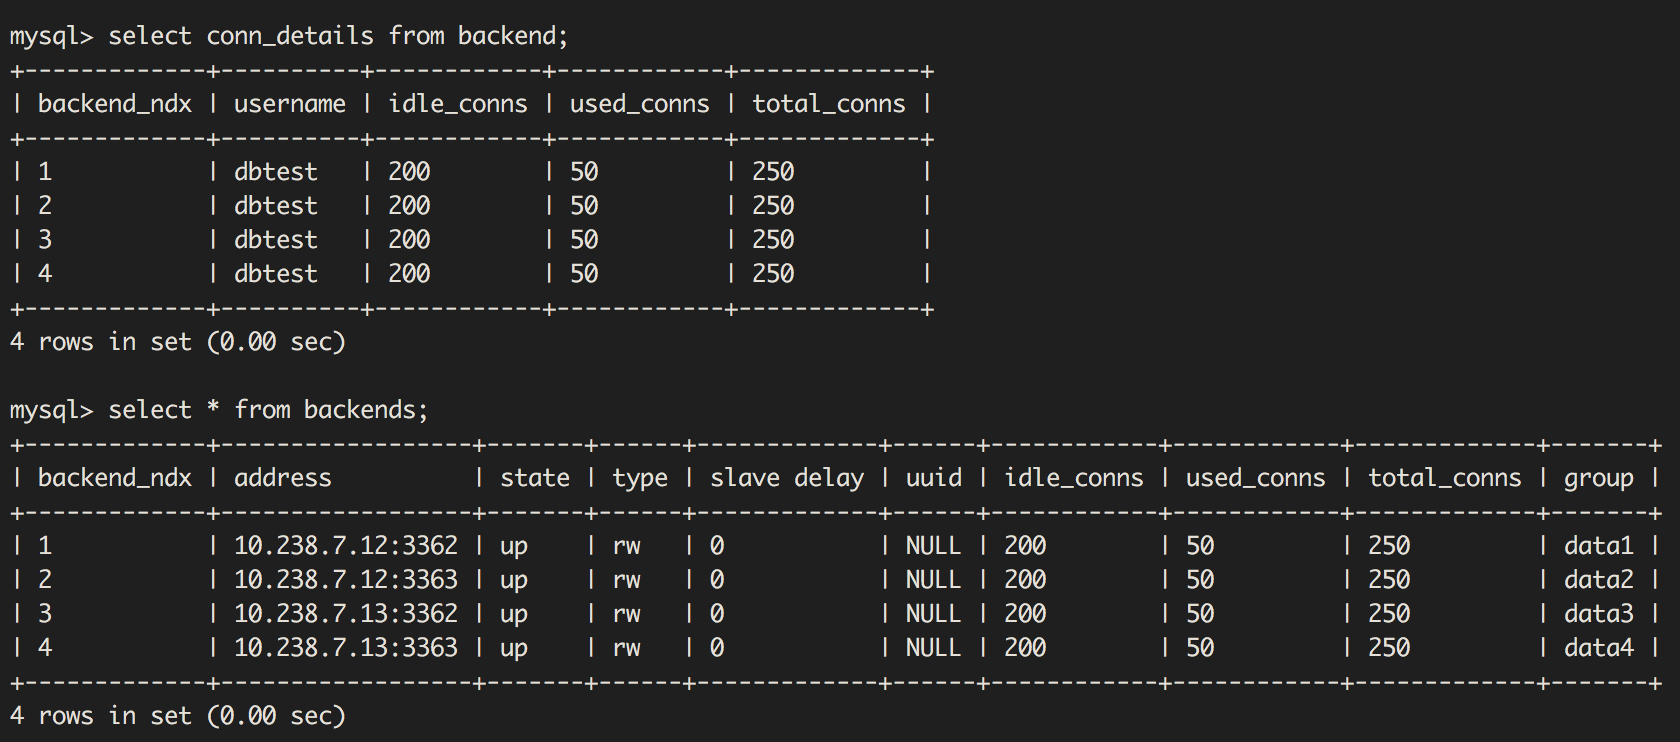 mysql> select conn_details from backend;
+-------------+----------+------------+------------+-------------+
| backend_ndx | username | idle_conns | used_conns | total_conns |
+-------------+----------+------------+------------+-------------+
| 1           | dbtest   | 200        | 50         | 250         |
| 2           | dbtest   | 200        | 50         | 250         |
| 3           | dbtest   | 200        | 50         | 250         |
| 4           | dbtest   | 200        | 50         | 250         |
+-------------+----------+------------+------------+-------------+
4 rows in set (0.00 sec)

mysql> select * from backends;
+-------------+------------------+-------+------+-------------+------+------------+------------+-------------+-------+
| backend_ndx | address          | state | type | slave delay | uuid | idle_conns | used_conns | total_conns | group |
+-------------+------------------+-------+------+-------------+------+------------+------------+-------------+-------+
| 1           | 10.238.7.12:3362 | up    | rw   | 0           | NULL | 200        | 50         | 250         | data1 |
| 2           | 10.238.7.12:3363 | up    | rw   | 0           | NULL | 200        | 50         | 250         | data2 |
| 3           | 10.238.7.13:3362 | up    | rw   | 0           | NULL | 200        | 50         | 250         | data3 |
| 4           | 10.238.7.13:3363 | up    | rw   | 0           | NULL | 200        | 50         | 250         | data4 |
+-------------+------------------+-------+------+-------------+------+------------+------------+-------------+-------+
4 rows in set (0.00 sec)